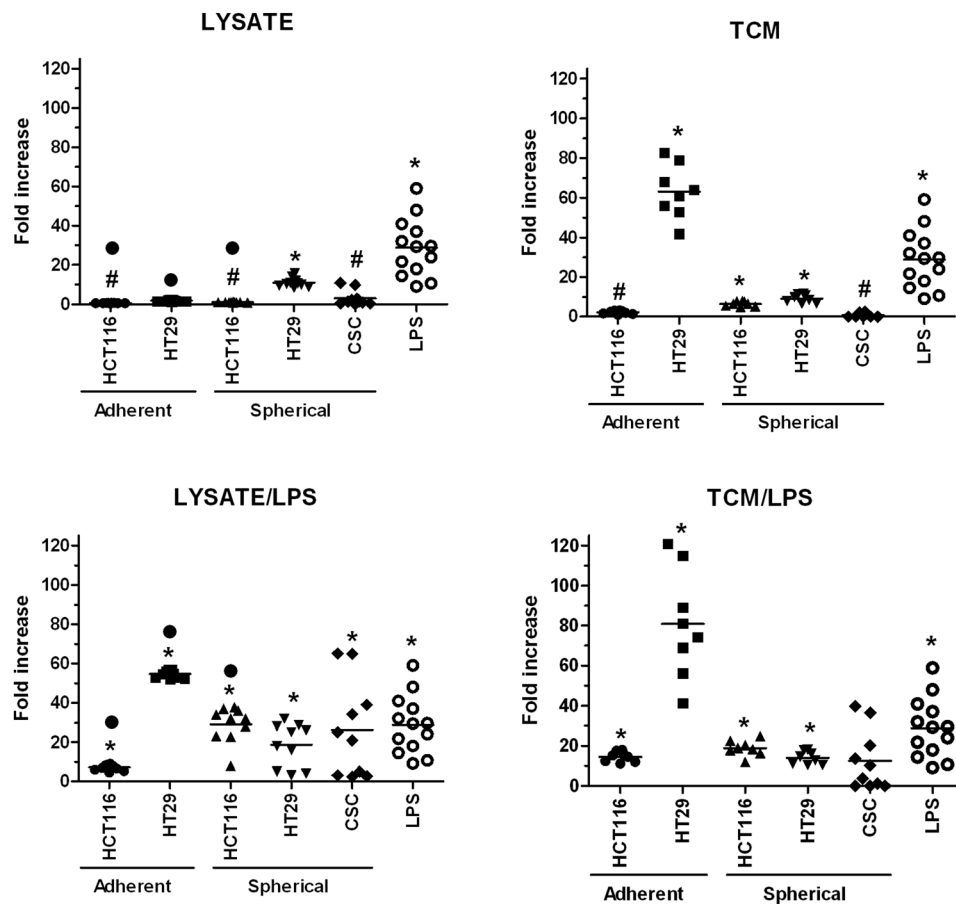 LYSATE
Fold increase
120
100
80
60
40
20
0
#
#
*
#
*
HCT116
HT29
HCT116
HT29
CSC
LPS
Adherent
Spherical
TCM
Fold increase
120
100
80
60
40
20
0
#
*
*
*
#
*
HCT116
HT29
HCT116
HT29
CSC
LPS
Adherent
Spherical
LYSATE/LPS
Fold increase
120
100
80
60
40
20
0
*
*
*
*
*
*
HCT116
HT29
HCT116
HT29
CSC
LPS
Adherent
Spherical
TCM/LPS
Fold increase
120
100
80
60
40
20
0
*
*
*
*
*
HCT116
HT29
HCT116
HT29
CSC
LPS
Adherent
Spherical